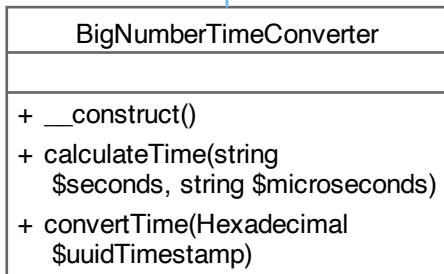 BigNumberTimeConverter
+ __construct()
+ calculateTime(string
$seconds, string $microseconds)
+ convertTime(Hexadecimal
$uuidTimestamp)